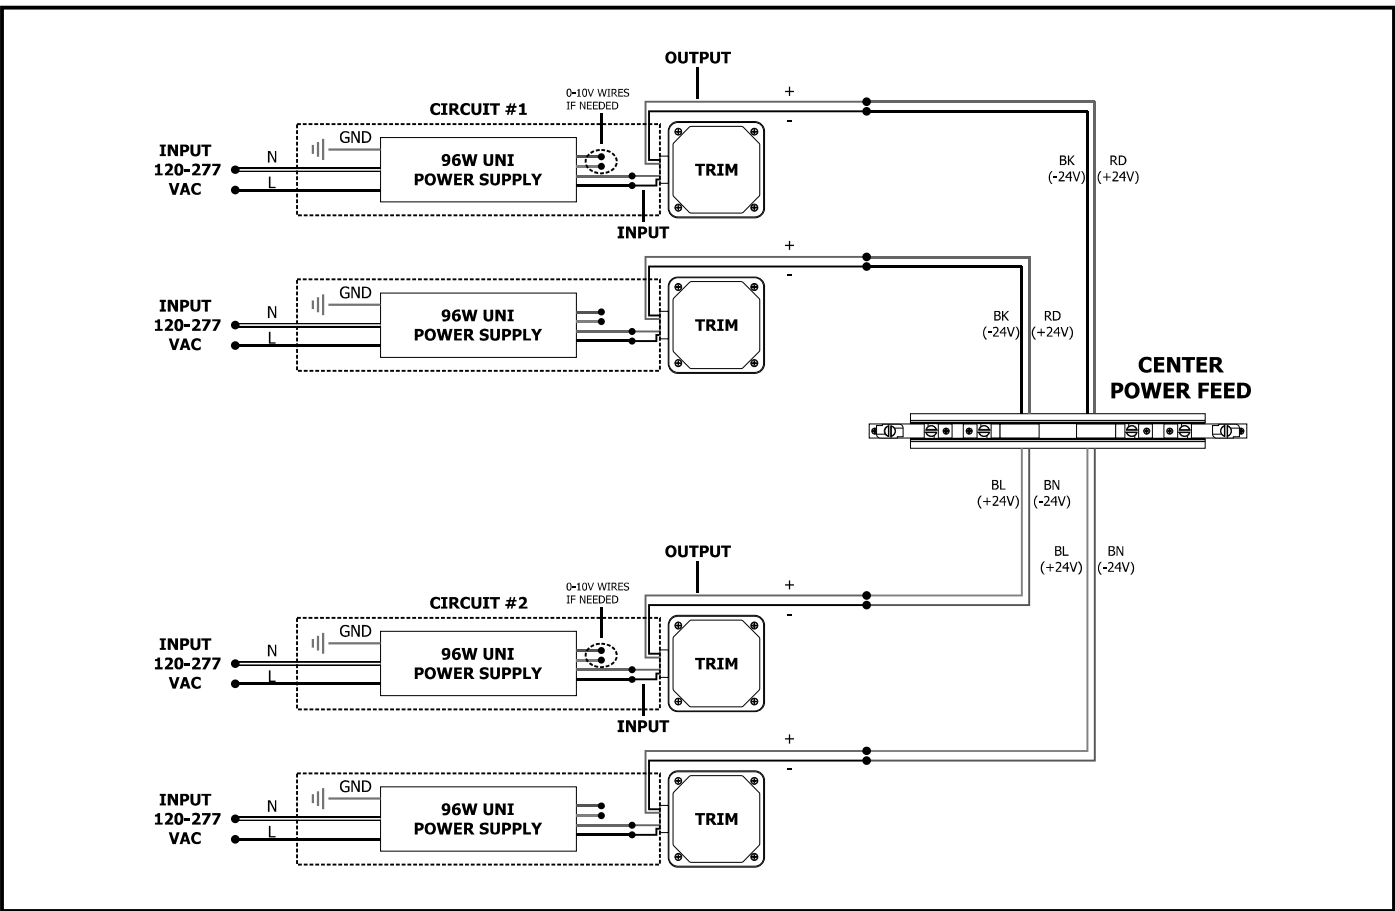 OUTPUT
0-10V WIRES
IF NEEDED
CIRCUIT #1
+
-
GND
INPUT
120-277
VAC
N
L
96W UNI
POWER SUPPLY
TRIM
INPUT
BK
(-24V)
RD
(+24V)
+
-
GND
INPUT
120-277
VAC
N
L
96W UNI
POWER SUPPLY
TRIM
BK
(-24V)
RD
(+24V)
CENTER
POWER FEED
BL
(+24V)
BN
(-24V)
BL
(+24V)
BN
(-24V)
OUTPUT
0-10V WIRES
IF NEEDED
CIRCUIT #2
+
-
GND
INPUT
120-277
VAC
N
L
96W UNI
POWER SUPPLY
TRIM
INPUT
+
-
GND
INPUT
120-277
VAC
N
L
96W UNI
POWER SUPPLY
TRIM